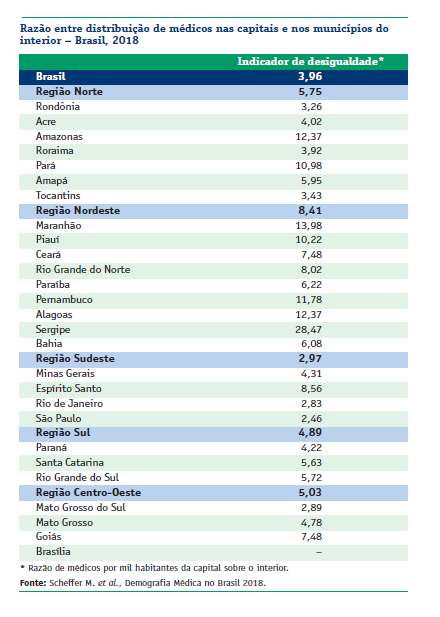 Razão entre distribuição de médicos nas capitais e nos municípios do
interior – Brasil, 2018
Indicador de desigualdade*
Brasil 3,96
Região Norte 5,75
Rondônia 3,26
Acre 4,02
Amazonas 12,37
Roraima 3,92
Pará 10,98
Amapá 5,95
Tocantins 3,43
Região Nordeste 8,41
Maranhão 13,98
Piauí 10,22
Ceará 7,48
Rio Grande do Norte 8,02
Paraíba 6,22
Pernambuco 11,78
Alagoas 12,37
Sergipe 28,47
Bahia 6,08
Região Sudeste 2,97
Minas Gerais 4,31
Espírito Santo 8,56
Rio de Janeiro 2,83
São Paulo 2,46
Região Sul 4,89
Paraná 4,22
Santa Catarina 5,63
Rio Grande do Sul 5,72
Região Centro-Oeste 5,03
Mato Grosso do Sul 2,89
Mato Grosso 4,78
Goiás 7,48
Brasília –
* Razão de médicos por mil habitantes da capital sobre o interior.
Fonte: Scheffer M. et al., Demografia Médica no Brasil 2018.